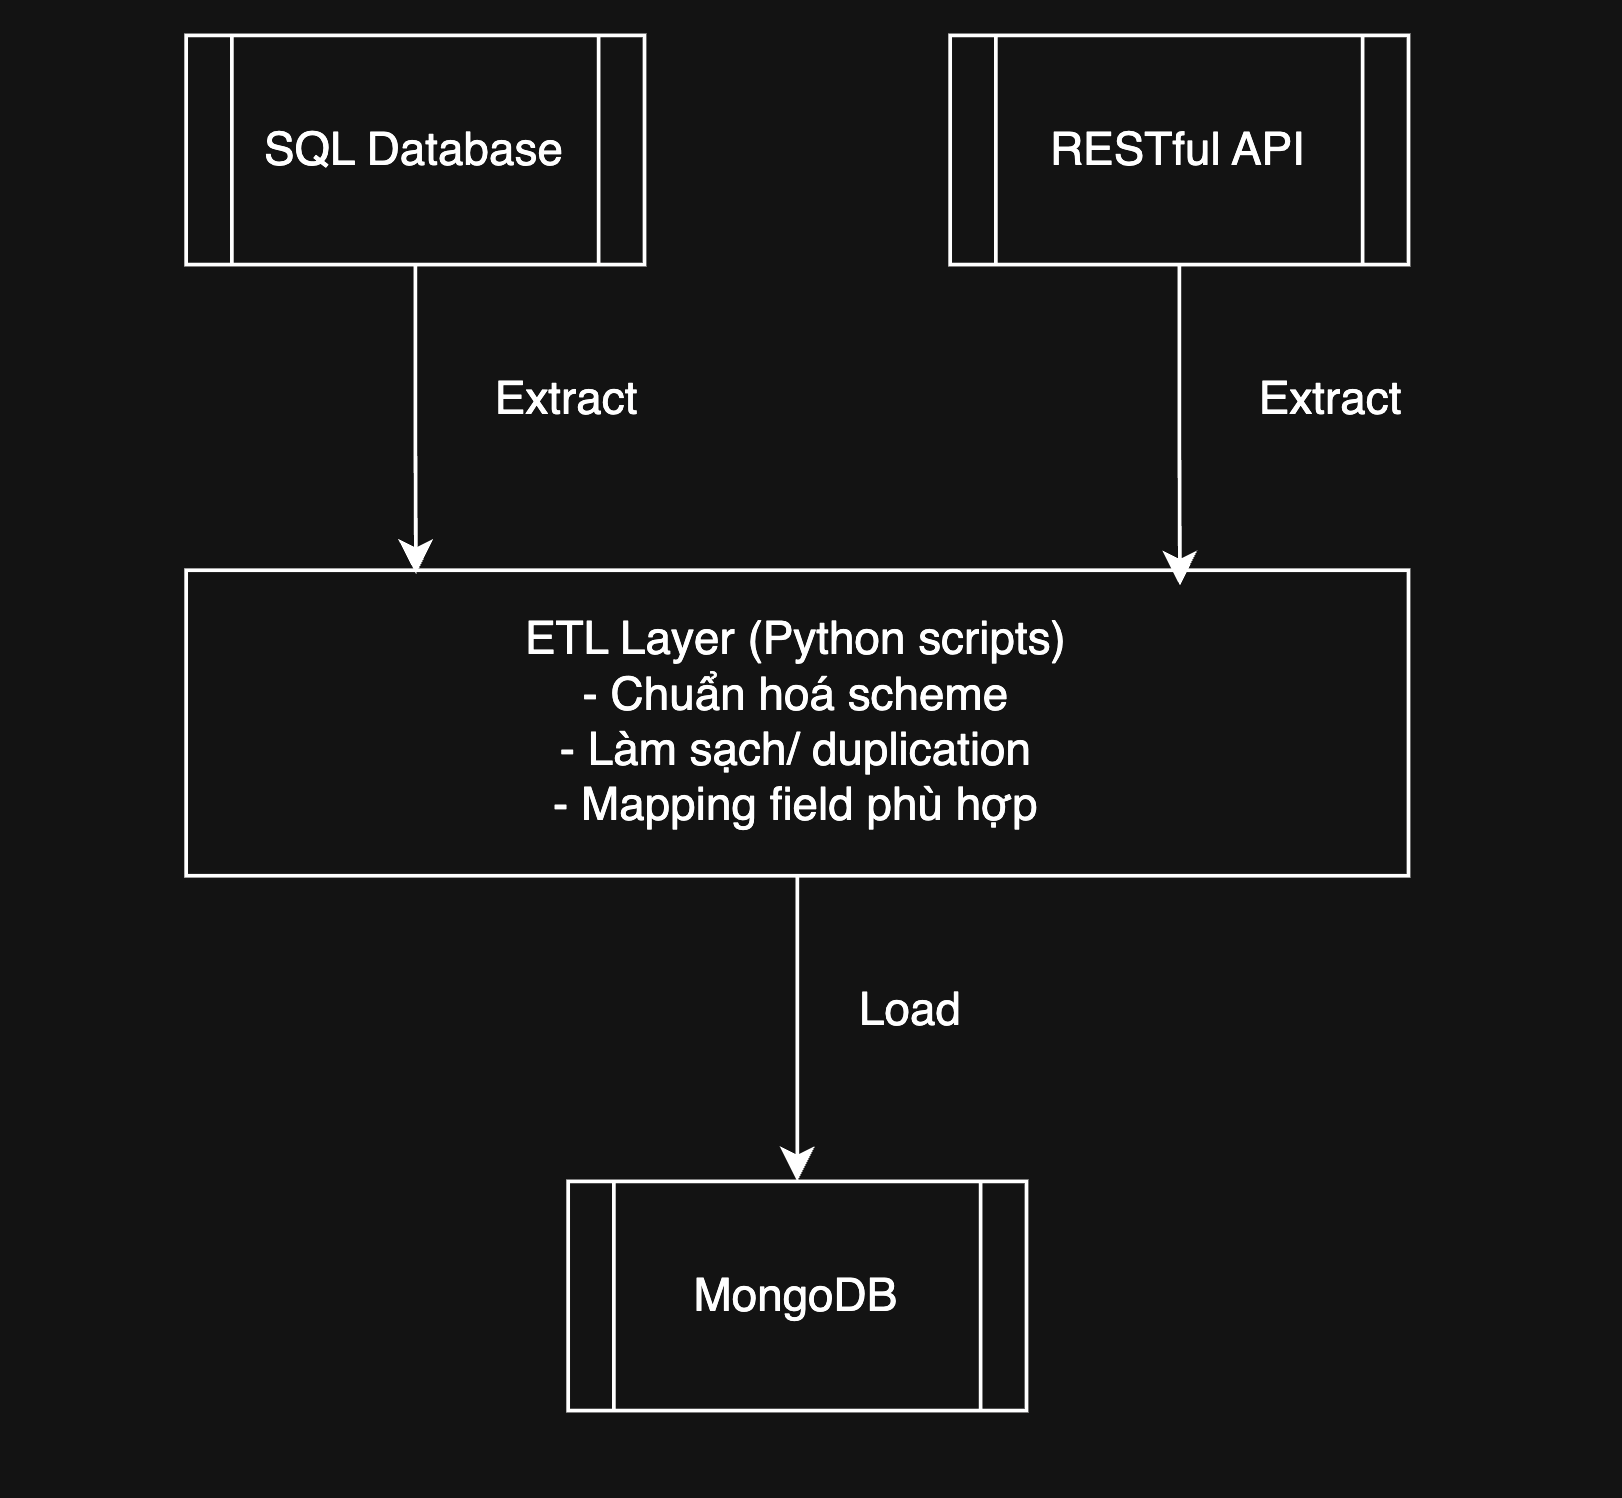 SQL Database
RESTful API
Extract
Extract
ETL Layer (Python scripts)
- Chuẩn hoá scheme
- Làm sạch/ duplication
- Mapping field phù hợp
Load
MongoDB